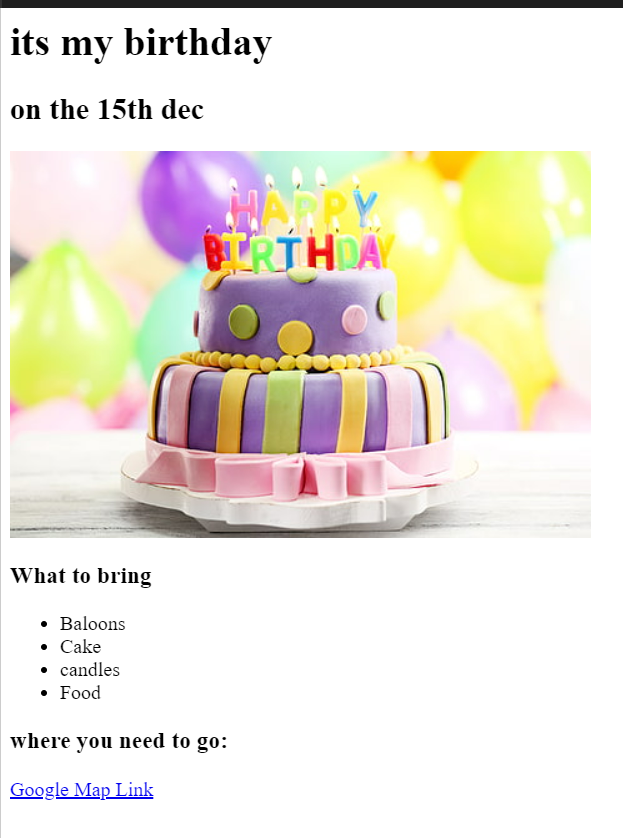 its my birthday
on the 15th dec
HAPPY
BIRTHDAY
What to bring
Baloons
Cake
candles
Food
where you need to go:
Google Map Link